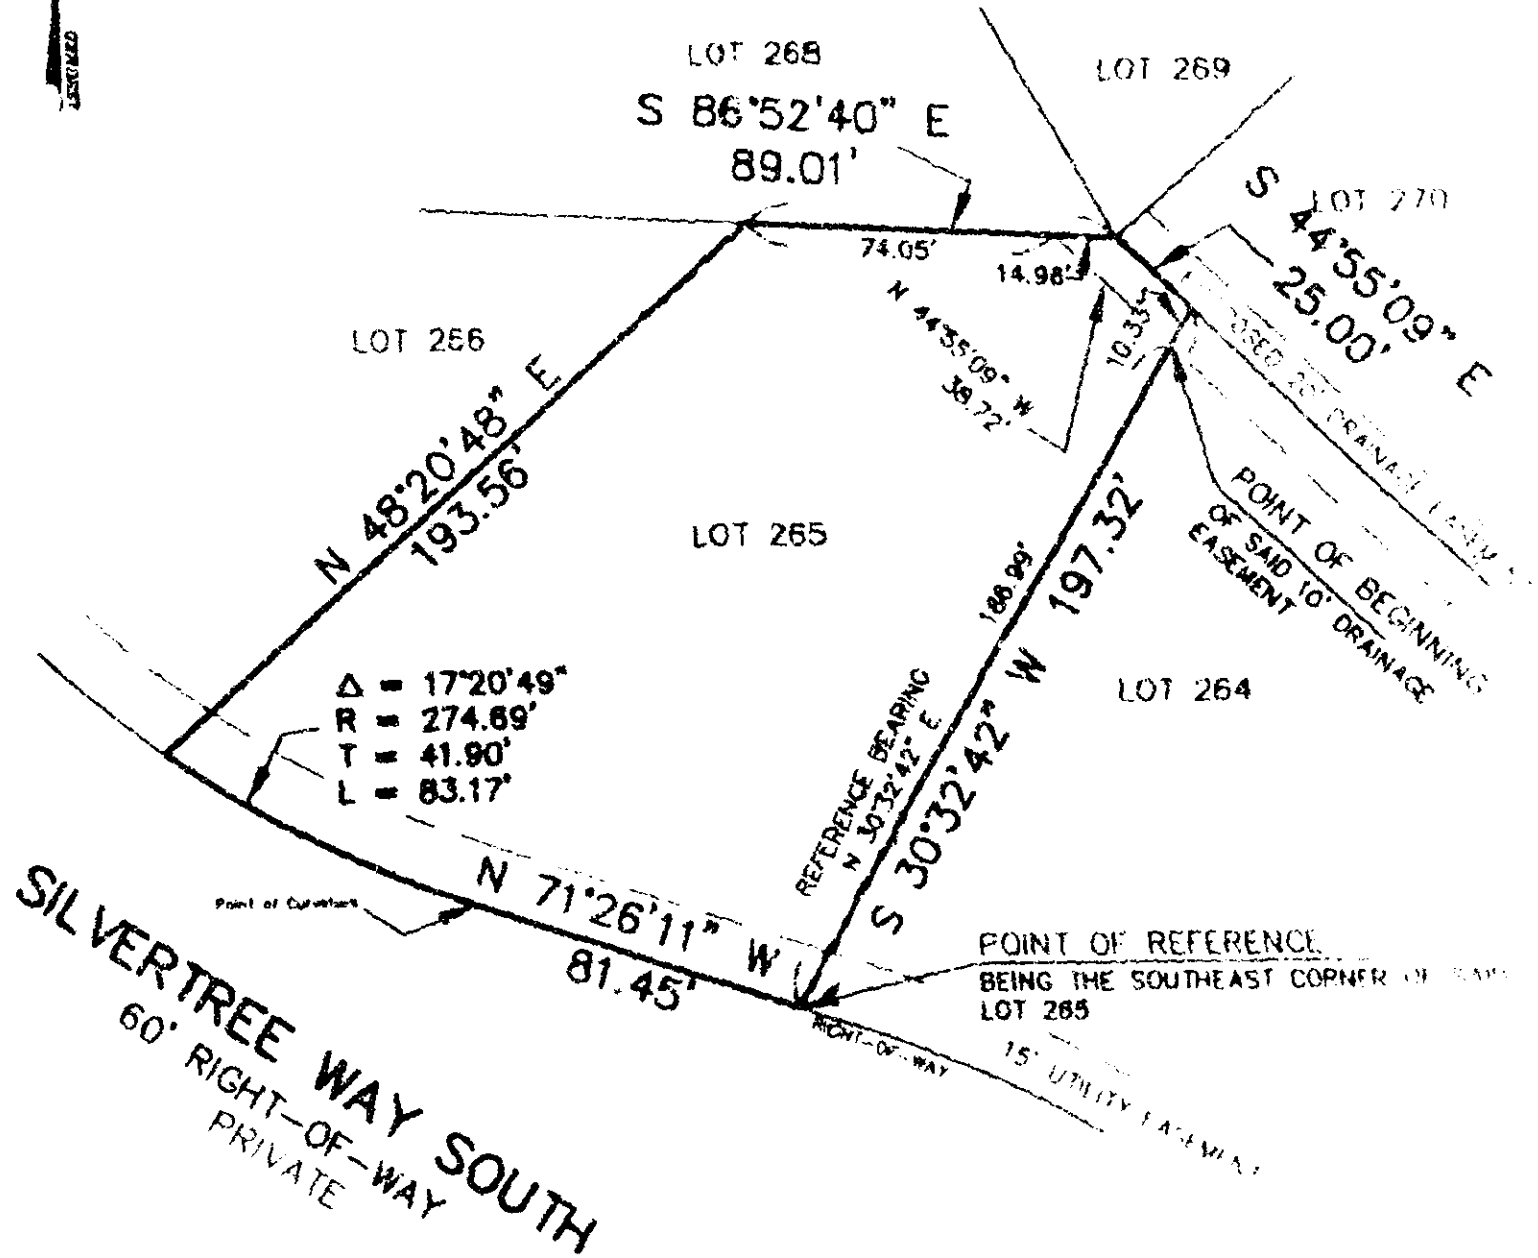 LOT 268
LOT 269
S 86°52'40" E
89.01'
LOT 270
S 44°55'09" E
25.00'
74.05'
14.96'
N 44°55'09" W
38.72'
10.33'
LOT 266
N 48°20'48" E
193.56'
LOT 265
DRAINAGE
POINT OF BEGINNING
OF SAID 10' DRAINAGE
EASEMENT
186.99'
197.32'
S 30°32'42" W
REFERENCE BEARING
N 30°32'42" E
LOT 264
Δ = 17°20'49"
R = 274.69'
T = 41.90'
L = 83.17'
Point of Curvature
N 71°26'11" W
81.45'
POINT OF REFERENCE
BEING THE SOUTHEAST CORNER OF
LOT 265
RIGHT-OF-WAY
15' UTILITY EASEMENT
SILVERTREE WAY SOUTH
60' RIGHT-OF-WAY
PRIVATE